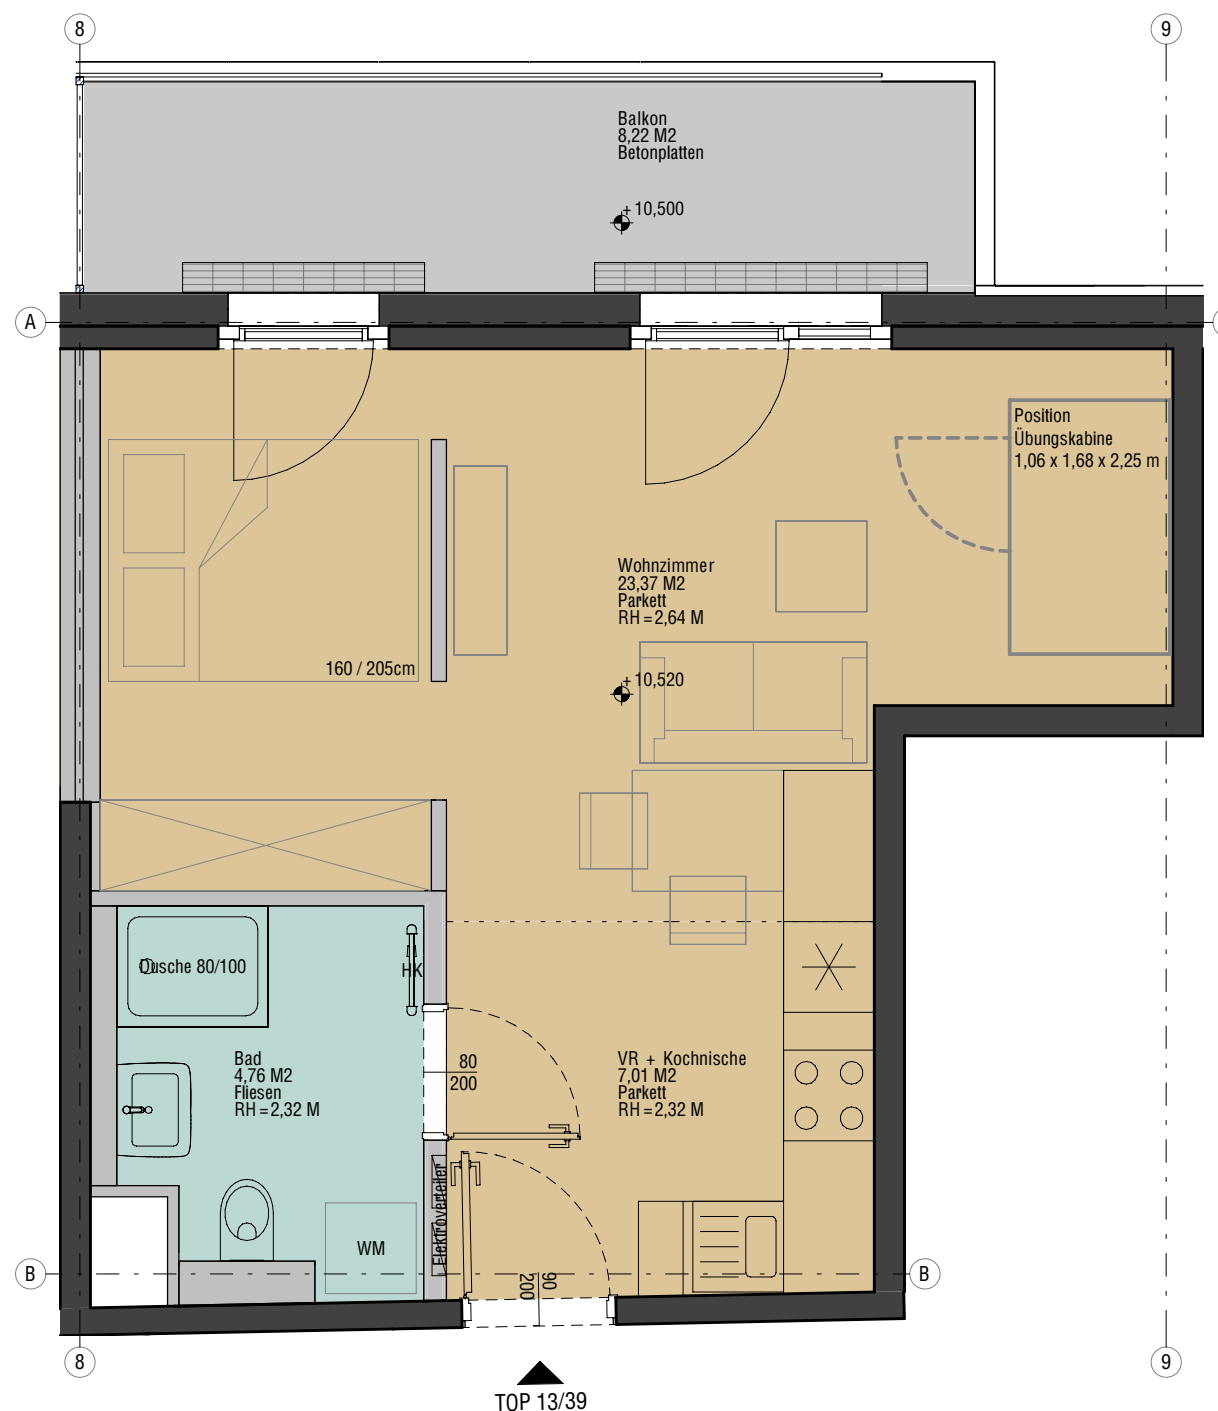 8
9
Balkon
8,22 M2
Betonplatten
+10,500
A
Position
Übungskabine
1,06 x 1,68 x 2,25 m
Wohnzimmer
23,37 M2
Parkett
RH=2,64 M
160 / 205cm
+10,520
Dusche 80/100
HK
Bad
4,76 M2
Fliesen
RH=2,32 M
80
200
VR + Kochnische
7,01 M2
Parkett
RH=2,32 M
Elektroverteiler
WM
90
200
B
B
8
9
TOP 13/39